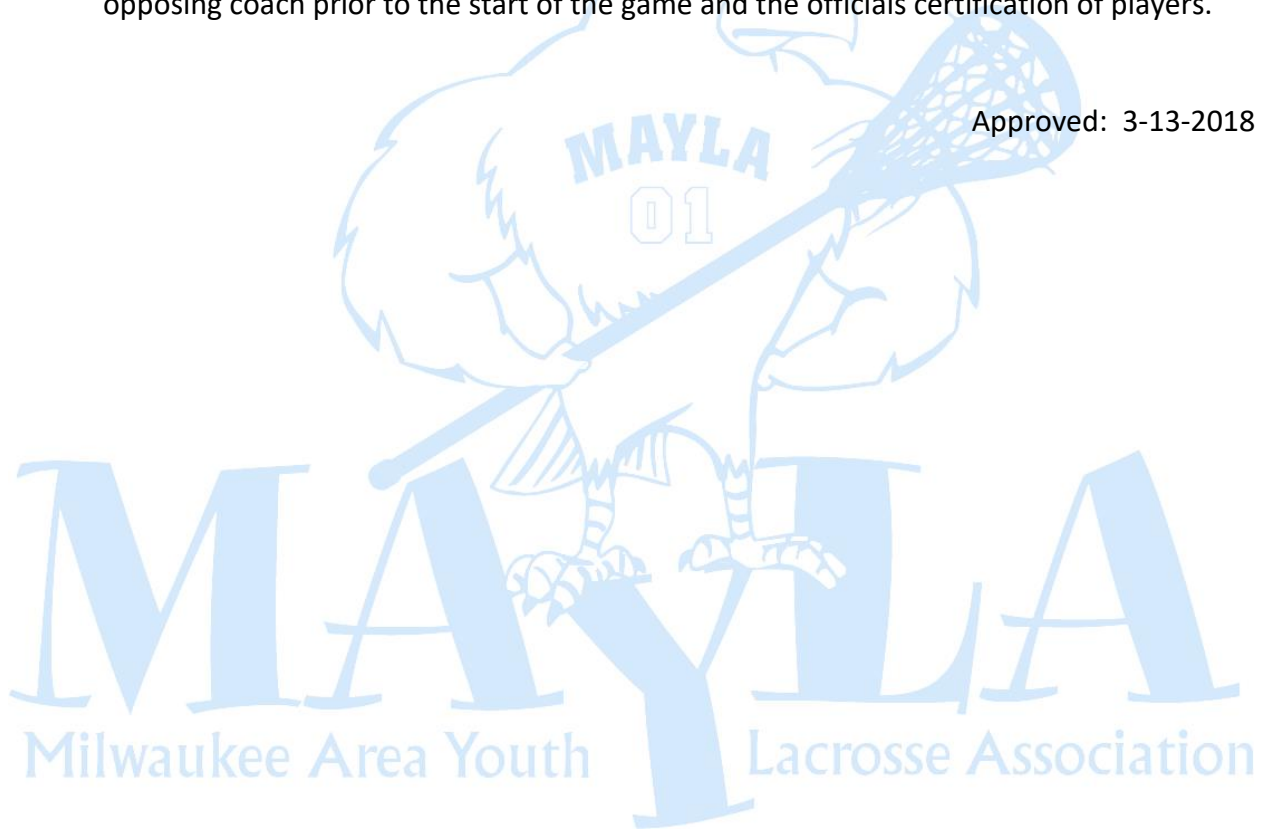 opposing coach prior to the start of the game and the officials certification of players.
Approved: 3-13-2018
MAYLA
01
MAYLA
Milwaukee Area Youth Lacrosse Association